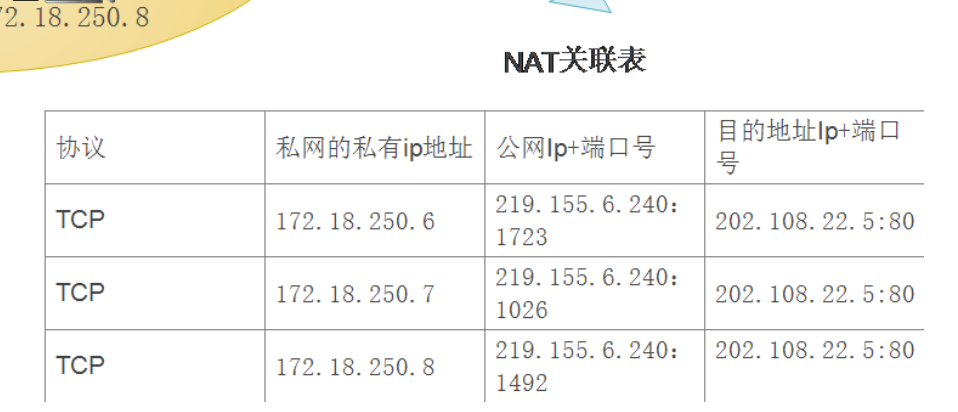 72.18.250.8
NAT关联表
协议 私网的私有ip地址 公网Ip+端口号 目的地址Ip+端口
号
TCP 172.18.250.6 219.155.6.240: 202.108.22.5:80
1723
TCP 172.18.250.7 219.155.6.240: 202.108.22.5:80
1026
TCP 172.18.250.8 219.155.6.240: 202.108.22.5:80
1492